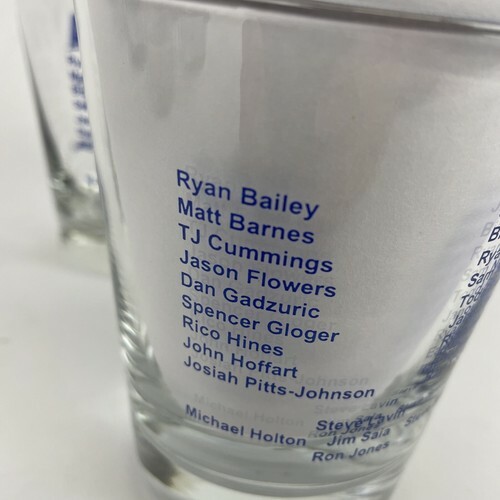 Ryan Bailey
Matt Barnes
TJ Cummings
Jason Flowers
Dan Gadzuric
Spencer Gloger
Rico Hines
John Hoffart
Josiah Pitts-Johnson
Steve Lavin
Michael Holton Jim Saia
Ron Jones